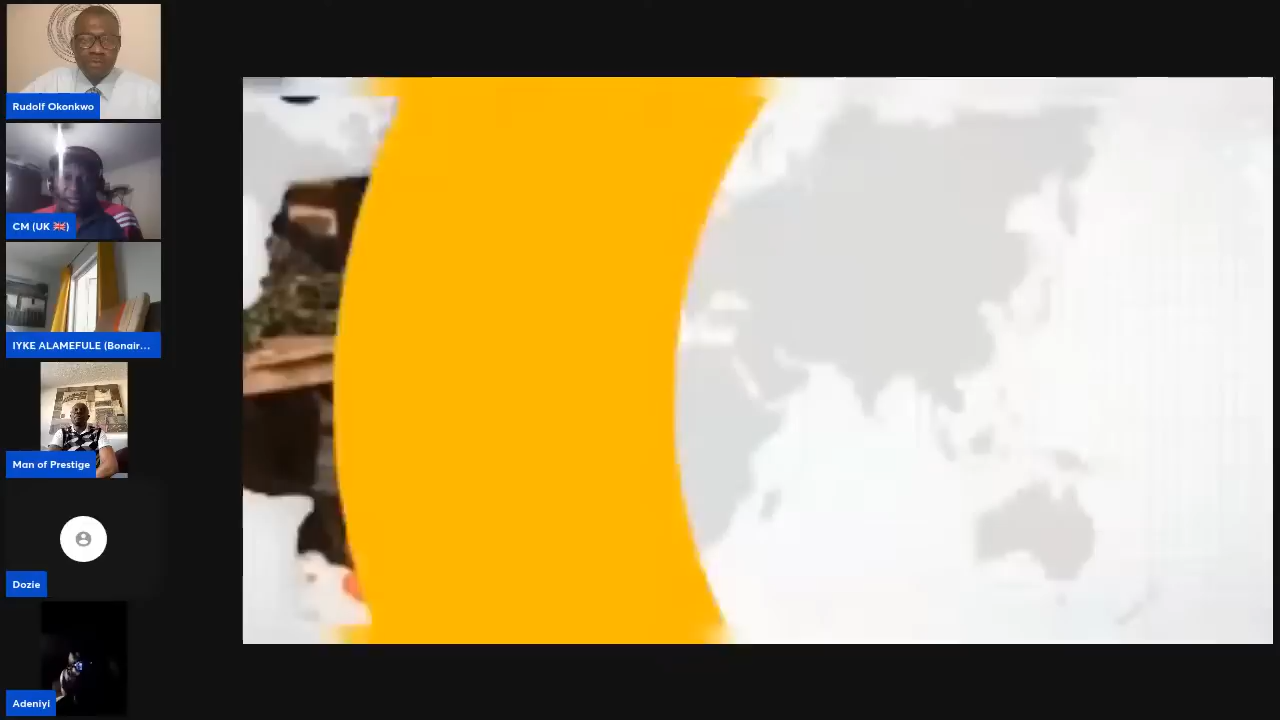 Rudolf Okonkwo
CM (UK 🇬🇧)
IYKE ALAMEFULE (Bonair...
Man of Prestige
Dozie
Adeniyi